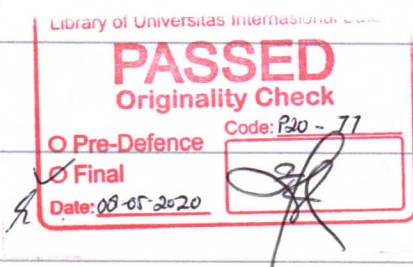 Library of Universitas Internasional
PASSED
Originality Check
Code: P20 - 77
O Pre-Defence
O Final
Date: 08-05-2020